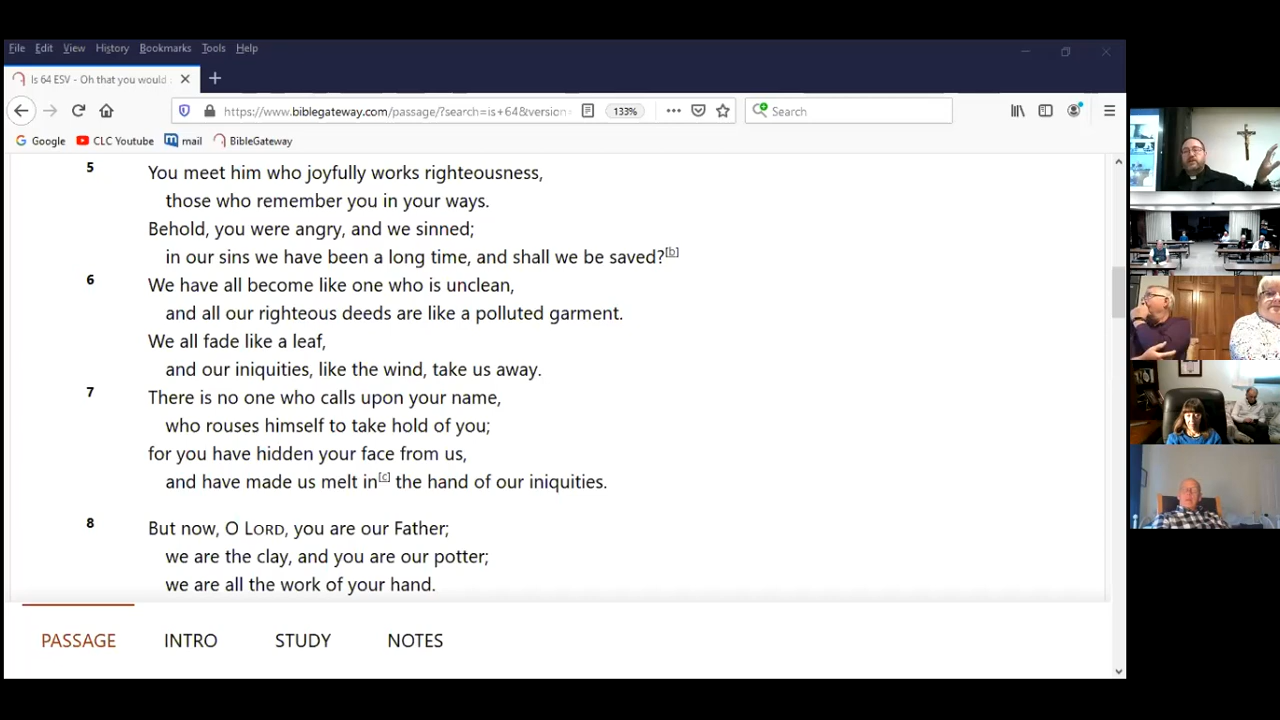 File Edit View History Bookmarks Tools Help
Is 64 ESV - Oh that you would
https://www.biblegateway.com/passage/?search=is+64&version= 133% Search
Google CLC Youtube mail BibleGateway
5 You meet him who joyfully works righteousness,
those who remember you in your ways.
Behold, you were angry, and we sinned;
in our sins we have been a long time, and shall we be saved?[b]
6 We have all become like one who is unclean,
and all our righteous deeds are like a polluted garment.
We all fade like a leaf,
and our iniquities, like the wind, take us away.
7 There is no one who calls upon your name,
who rouses himself to take hold of you;
for you have hidden your face from us,
and have made us melt in[c] the hand of our iniquities.
8 But now, O LORD, you are our Father;
we are the clay, and you are our potter;
we are all the work of your hand.
PASSAGE INTRO STUDY NOTES